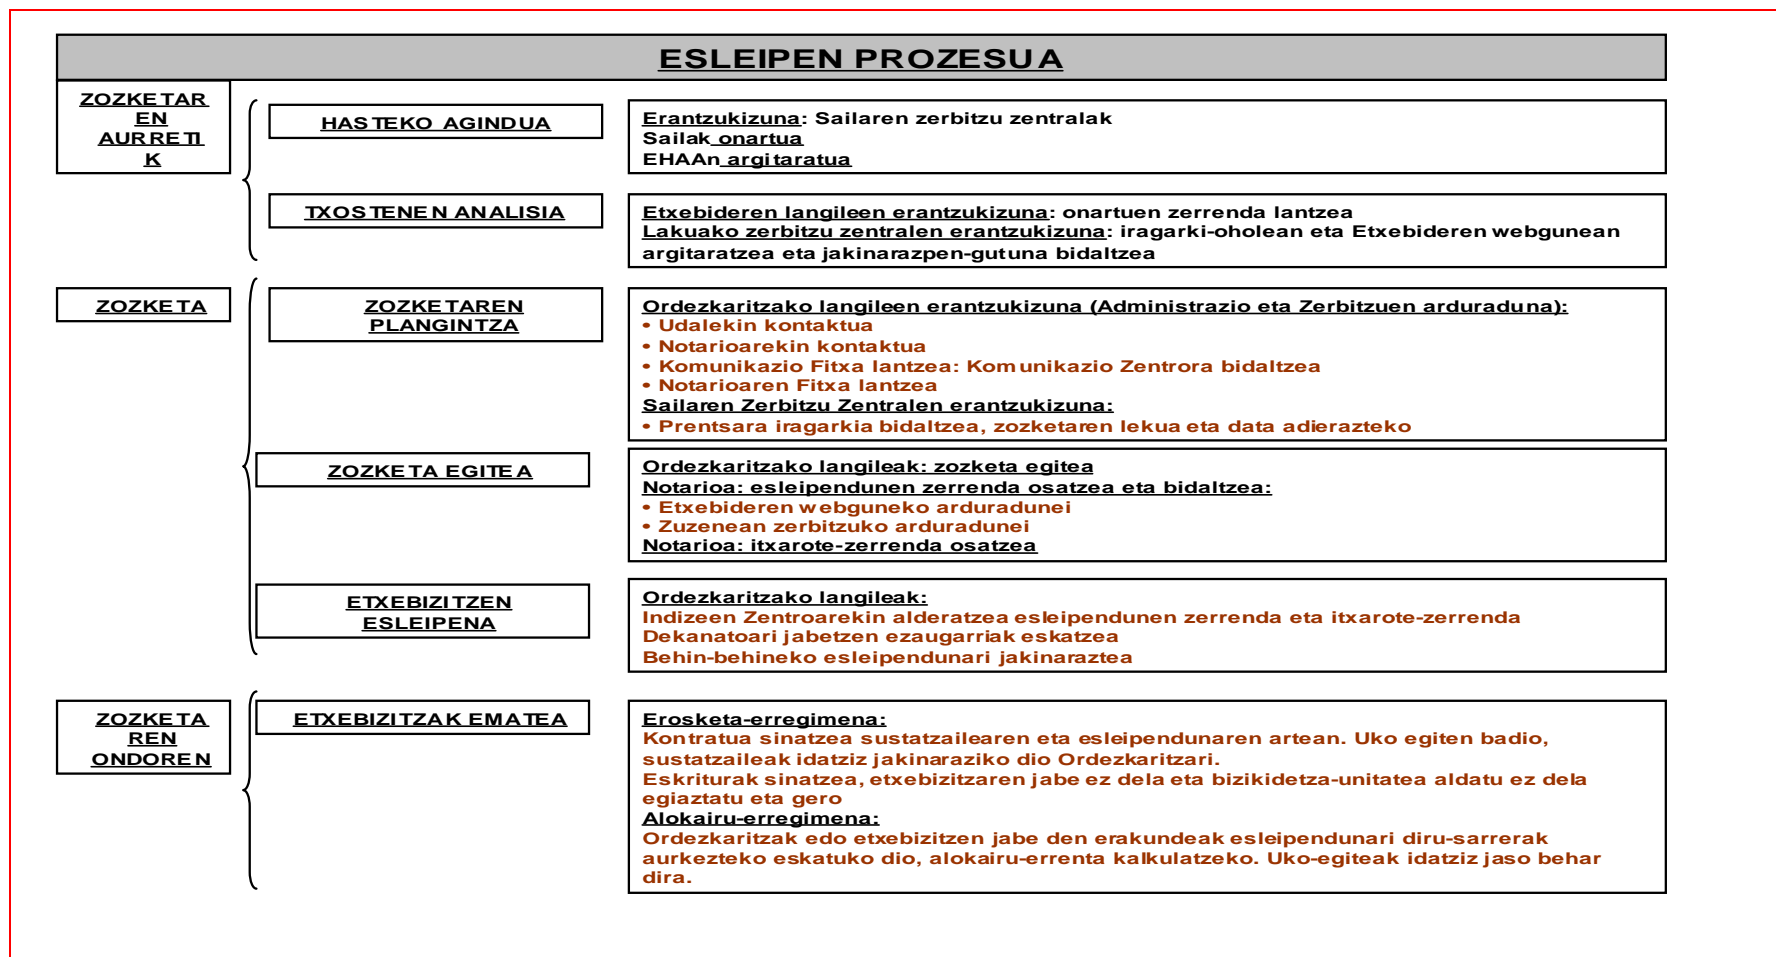 ESLEIPEN PROZESUA
ZOZKETAR
EN
AURRETI
K
HASTEKO AGINDUA
Erantzukizuna: Sailaren zerbitzu zentralak
Sailak onartua
EHAAn argitaratua
TXOSTENEN ANALISIA
Etxebideren langileen erantzukizuna: onartuen zerrenda lantzea
Lakuako zerbitzu zentralen erantzukizuna: iragarki-oholean eta Etxebideren webgunean
argitaratzea eta jakinarazpen-gutuna bidaltzea
ZOZKETA
ZOZKETAREN
PLANGINTZA
Ordezkaritzako langileen erantzukizuna (Administrazio eta Zerbitzuen arduraduna):
• Udalekin kontaktua
• Notarioarekin kontaktua
• Komunikazio Fitxa lantzea: Komunikazio Zentrora bidaltzea
• Notarioaren Fitxa lantzea
Sailaren Zerbitzu Zentralen erantzukizuna:
• Prentsara iragarkia bidaltzea, zozketaren lekua eta data adierazteko
ZOZKETA EGITEA
Ordezkaritzako langileak: zozketa egitea
Notarioa: esleipendunen zerrenda osatzea eta bidaltzea:
• Etxebideren webguneko arduradunei
• Zuzenean zerbitzuko arduradunei
Notarioa: itxarote-zerrenda osatzea
ETXEBIZITZEN
ESLEIPENA
Ordezkaritzako langileak:
Indizeen Zentroarekin alderatzea esleipendunen zerrenda eta itxarote-zerrenda
Dekanatoari jabetzen ezaugarriak eskatzea
Behin-behineko esleipendunari jakinaraztea
ZOZKETA
REN
ONDOREN
ETXEBIZITZAK EMATEA
Erosketa-erregimena:
Kontratua sinatzea sustatzailearen eta esleipendunaren artean. Uko egiten badio,
sustatzaileak idatziz jakinaraziko dio Ordezkaritzari.
Eskriturak sinatzea, etxebizitzaren jabe ez dela eta bizikidetza-unitatea aldatu ez dela
egiaztatu eta gero
Alokairu-erregimena:
Ordezkaritzak edo etxebizitzen jabe den erakundeak esleipendunari diru-sarrerak
aurkezteko eskatuko dio, alokairu-errenta kalkulatzeko. Uko-egiteak idatziz jaso behar
dira.